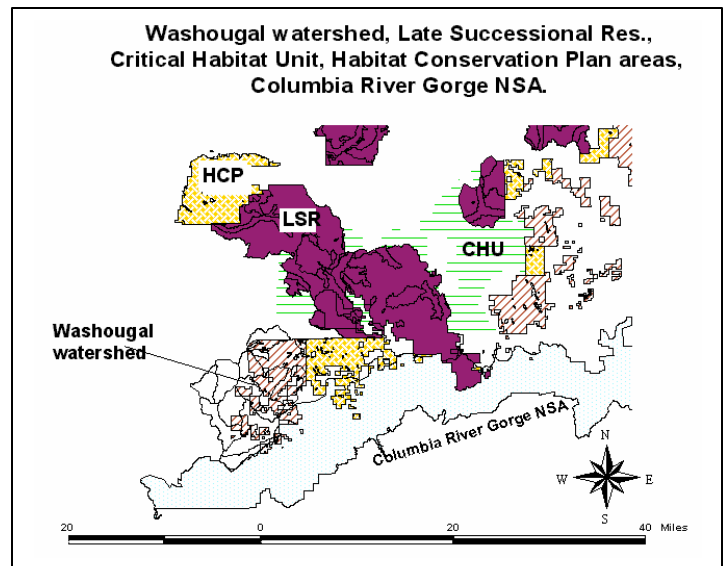 Washougal watershed, Late Successional Res.,
Critical Habitat Unit, Habitat Conservation Plan areas,
Columbia River Gorge NSA.
HCP
LSR
CHU
Washougal
watershed
Columbia River Gorge NSA
N
W E
S
20 0 20 40 Miles